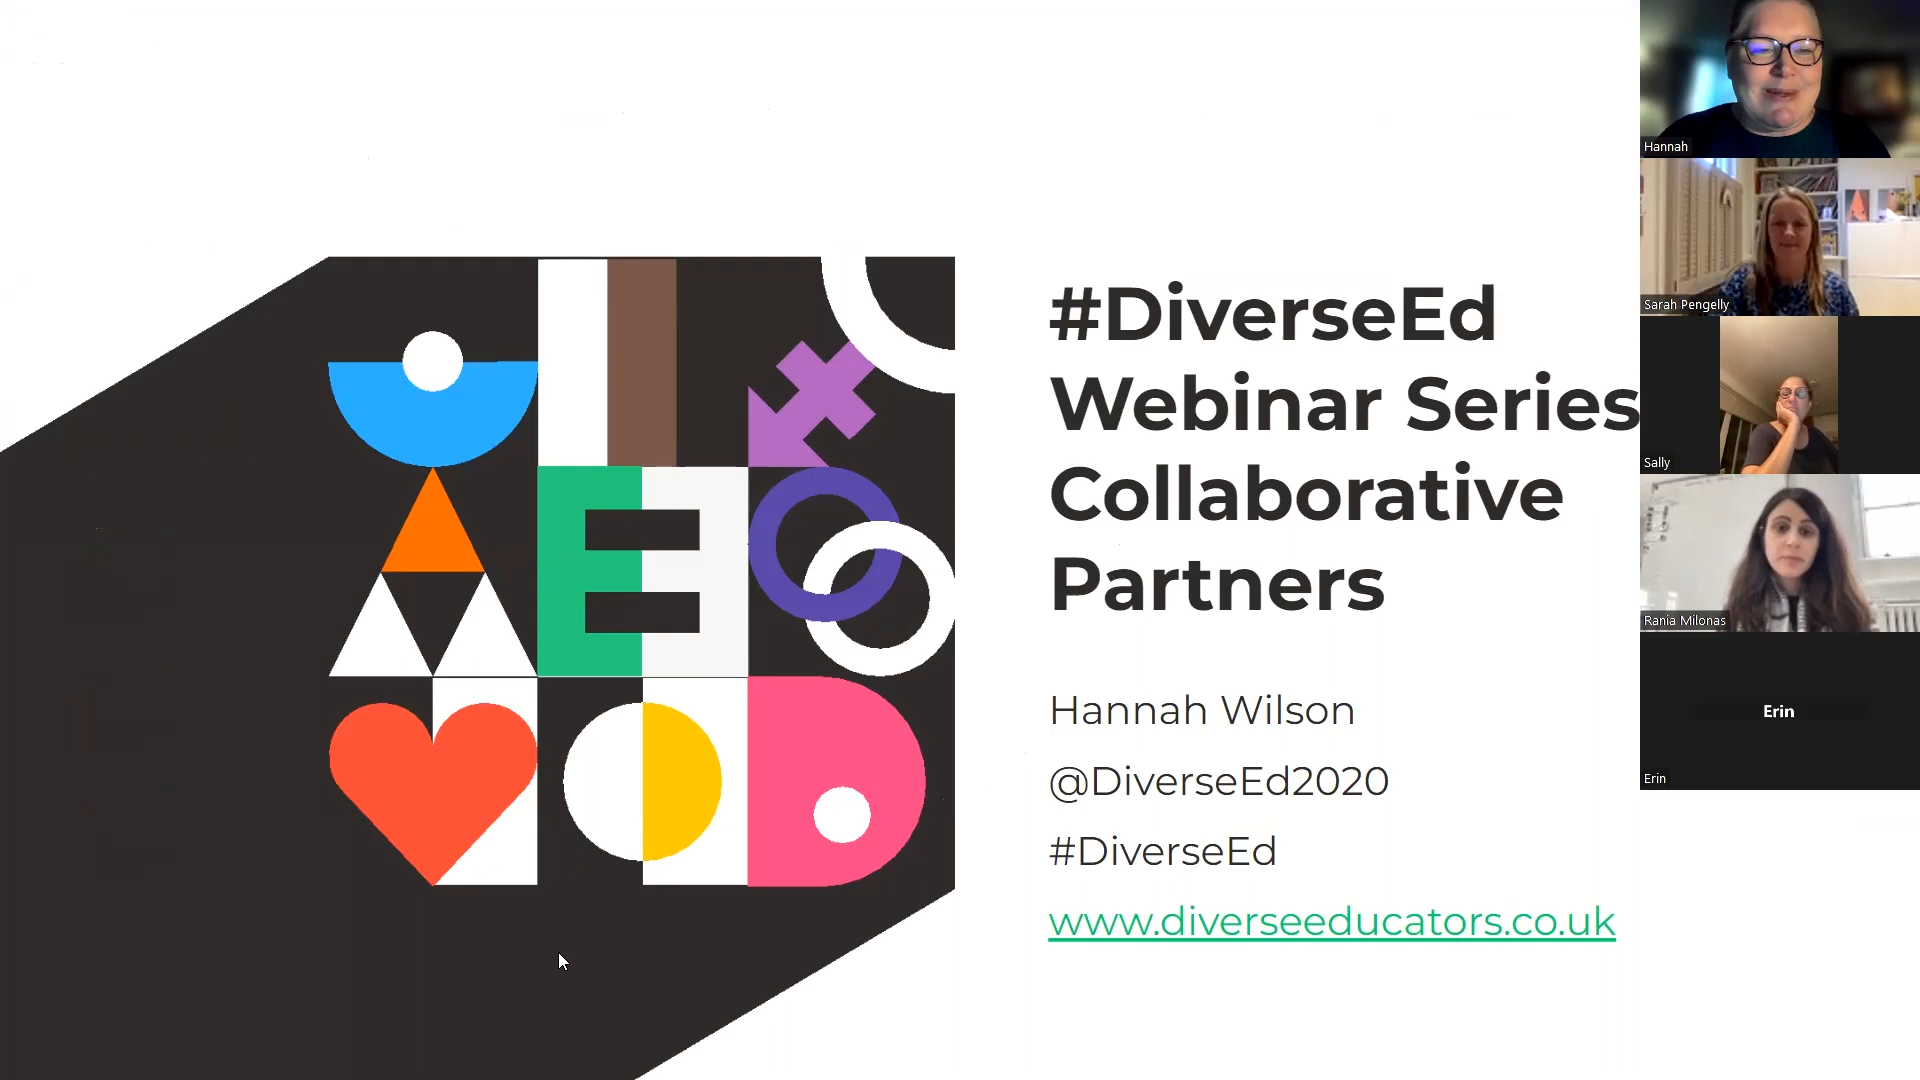 #DiverseEd
Webinar Series
Collaborative
Partners
Hannah Wilson
@DiverseEd2020
#DiverseEd
www.diverseeducators.co.uk
Hannah
Sarah Pengelly
Sally
Rania Milonas
Erin
Erin